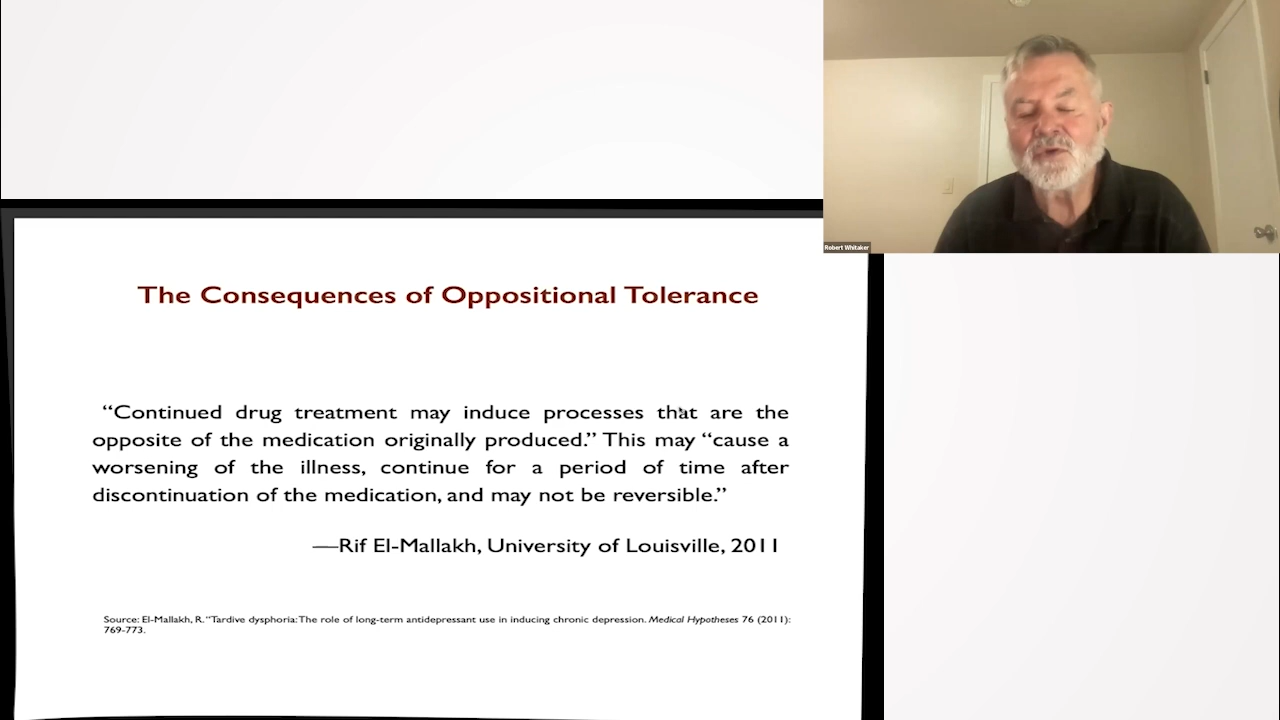 Robert Whitaker
The Consequences of Oppositional Tolerance
“Continued drug treatment may induce processes that are the
opposite of the medication originally produced.” This may “cause a
worsening of the illness, continue for a period of time after
discontinuation of the medication, and may not be reversible.”
—Rif El-Mallakh, University of Louisville, 2011
Source: El-Mallakh, R. “Tardive dysphoria: The role of long-term antidepressant use in inducing chronic depression. Medical Hypotheses 76 (2011):
769-773.